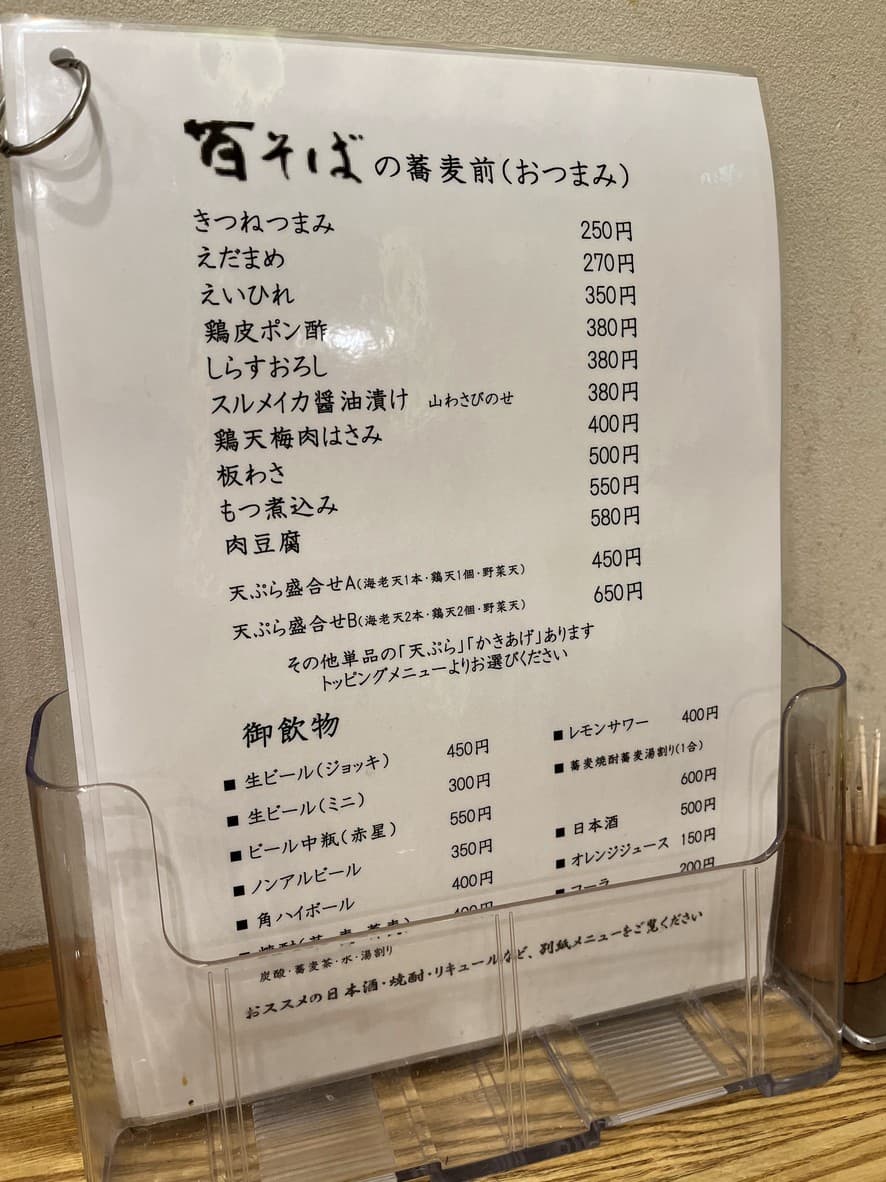 百そばの蕎麦前(おつまみ)
きつねつまみ 250円
えだまめ 270円
えいひれ 350円
鶏皮ポン酢 380円
しらすおろし 380円
スルメイカ醤油漬け 山わさびのせ 380円
鶏天梅肉はさみ 400円
板わさ 500円
もつ煮込み 550円
肉豆腐 580円
天ぷら盛合せA(海老天1本・鶏天1個・野菜天) 450円
天ぷら盛合せB(海老天2本・鶏天2個・野菜天) 650円
その他単品の「天ぷら」「かきあげ」あります
トッピングメニューよりお選びください
御飲物
■ 生ビール(ジョッキ) 450円
■ 生ビール(ミニ) 300円
■ ビール中瓶(赤星) 550円
■ ノンアルビール 350円
■ 角ハイボール 400円
炭酸・蕎麦茶・水・湯割り
■ レモンサワー 400円
■ 蕎麦焼酎蕎麦湯割り(1合)
600円
■ 日本酒 500円
■ オレンジジュース 150円
■ コーラ 200円
おススメの日本酒・焼酎・リキュールなど、別紙メニューをご覧ください